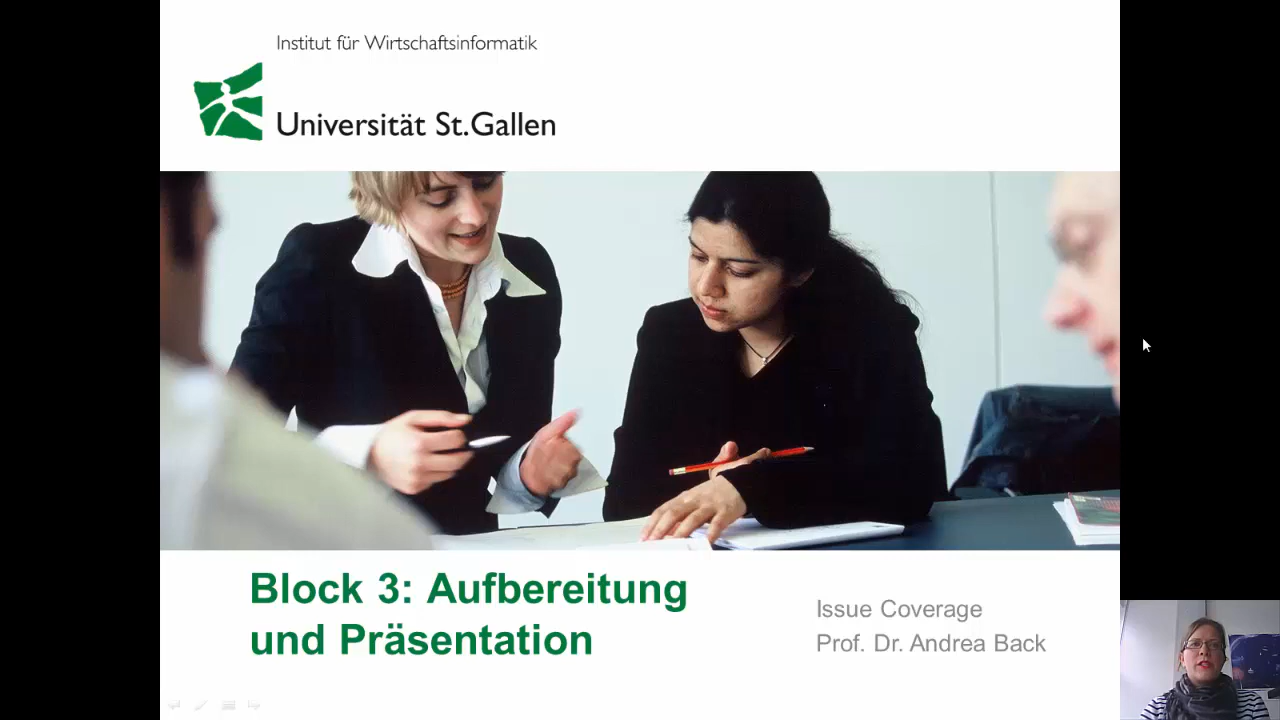 Institut für Wirtschaftsinformatik
Universität St.Gallen
Block 3: Aufbereitung
und Präsentation
Issue Coverage
Prof. Dr. Andrea Back